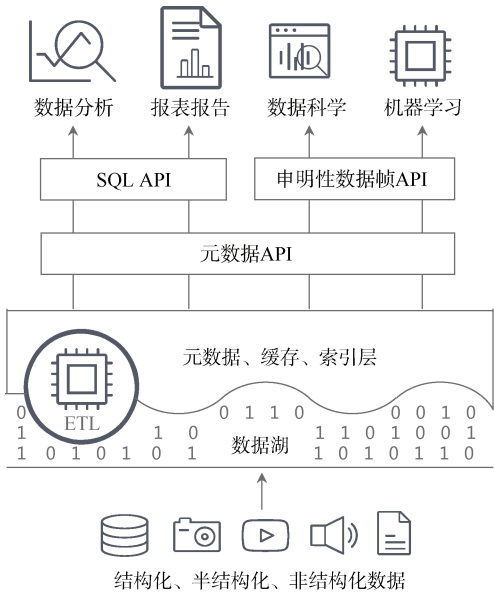 数据分析 报表报告 数据科学 机器学习
SQL API 申明性数据帧API
元数据API
元数据、缓存、索引层
ETL
0 0 1 1 0 0 0 1 0
1 1 0 数据湖 1 1 0 1 0 0 1
1 1 0 1 0 1 0 1 1 0 1 0 1 1 0
结构化、半结构化、非结构化数据